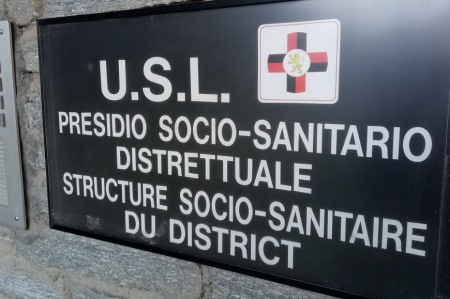 U.S.L.
PRESIDIO SOCIO-SANITARIO
DISTRETTUALE
STRUCTURE SOCIO-SANITAIRE
DU DISTRICT